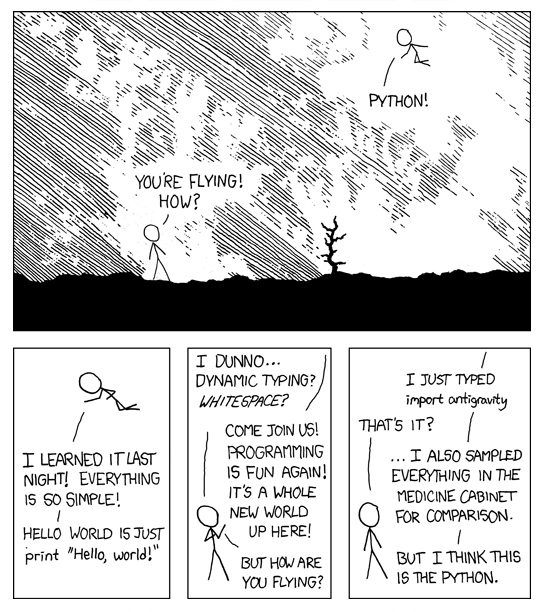 PYTHON!
YOU'RE FLYING!
HOW?
I LEARNED IT LAST
NIGHT! EVERYTHING
IS SO SIMPLE!
HELLO WORLD IS JUST
print "Hello, world!"
I DUNNO...
DYNAMIC TYPING?
WHITESPACE?
COME JOIN US!
PROGRAMMING
IS FUN AGAIN!
IT'S A WHOLE
NEW WORLD
UP HERE!
BUT HOW ARE
YOU FLYING?
I JUST TYPED
import antigravity
THAT'S IT?
...I ALSO SAMPLED
EVERYTHING IN THE
MEDICINE CABINET
FOR COMPARISON.
BUT I THINK THIS
IS THE PYTHON.